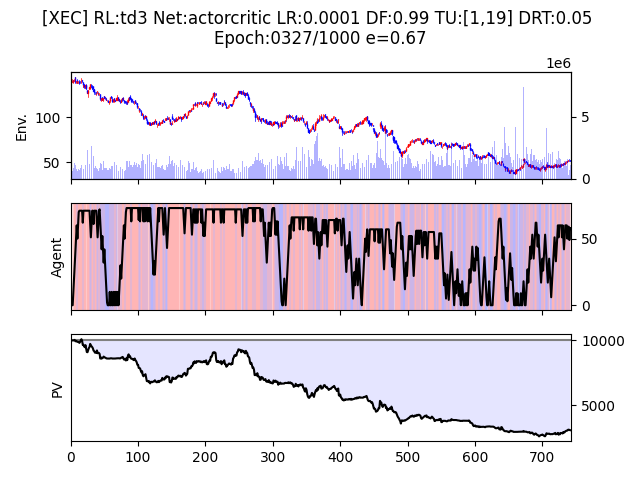 [XEC] RL:td3 Net:actorcritic LR:0.0001 DF:0.99 TU:[1,19] DRT:0.05
Epoch:0327/1000 e=0.67
1e6
Env.
100
50
5
0
Agent
50
0
PV
10000
5000
0 100 200 300 400 500 600 700